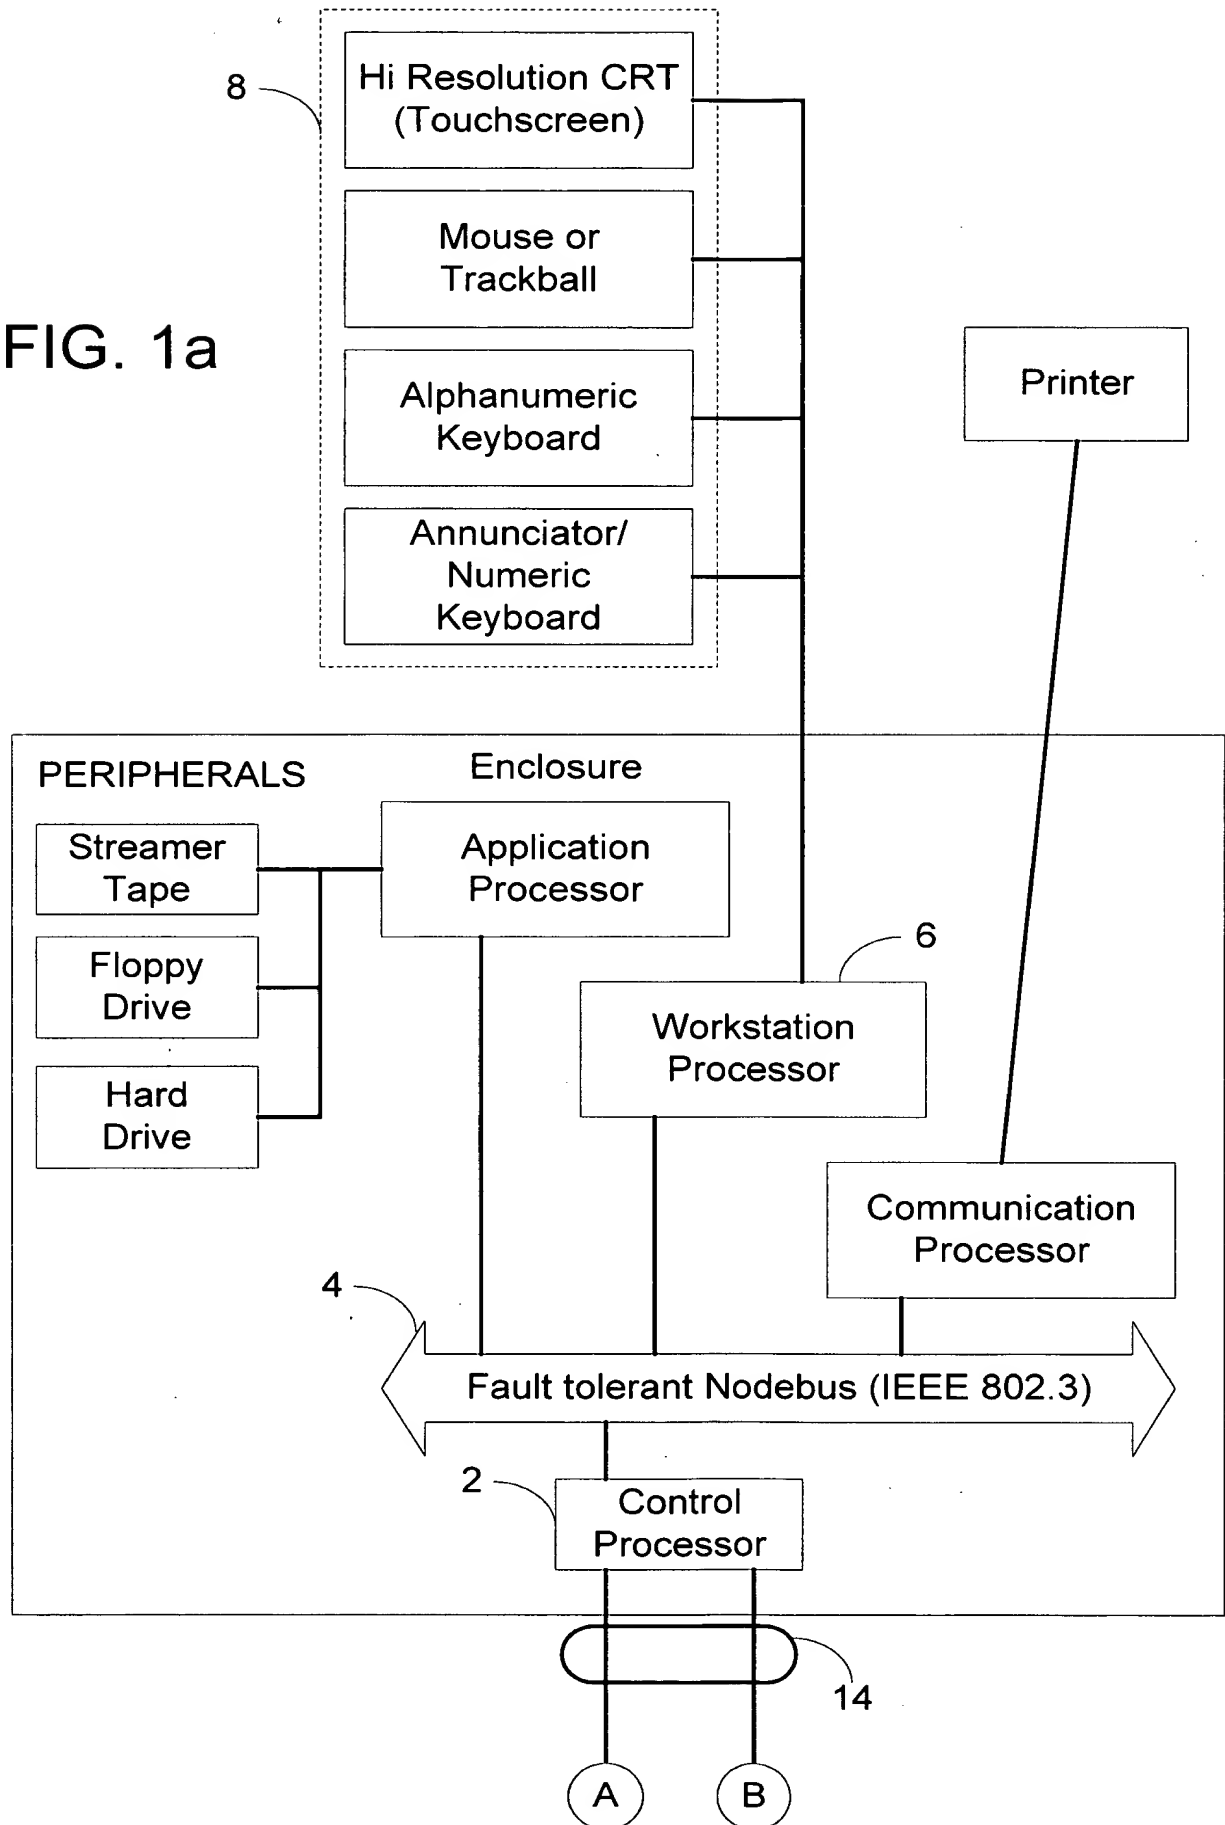 8
Hi Resolution CRT
(Touchscreen)
Mouse or
Trackball
FIG. 1a
Alphanumeric
Keyboard
Printer
Annunciator/
Numeric
Keyboard
PERIPHERALS
Enclosure
Streamer
Tape
Application
Processor
Floppy
Drive
6
Workstation
Processor
Hard
Drive
Communication
Processor
4
Fault tolerant Nodebus (IEEE 802.3)
2
Control
Processor
14
A
B